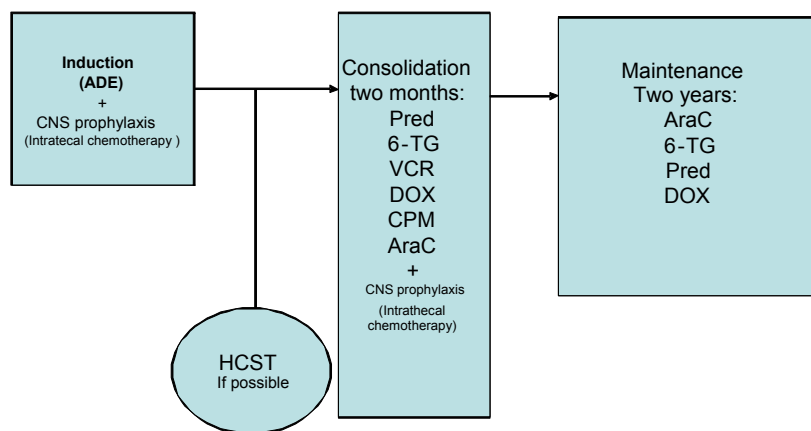 Induction
(ADE)
+
CNS prophylaxis
(Intratecal chemotherapy )
HCST
If possible
Consolidation
two months:
Pred
6-TG
VCR
DOX
CPM
AraC
+
CNS prophylaxis
(Intrathecal
chemotherapy)
Maintenance
Two years:
AraC
6-TG
Pred
DOX